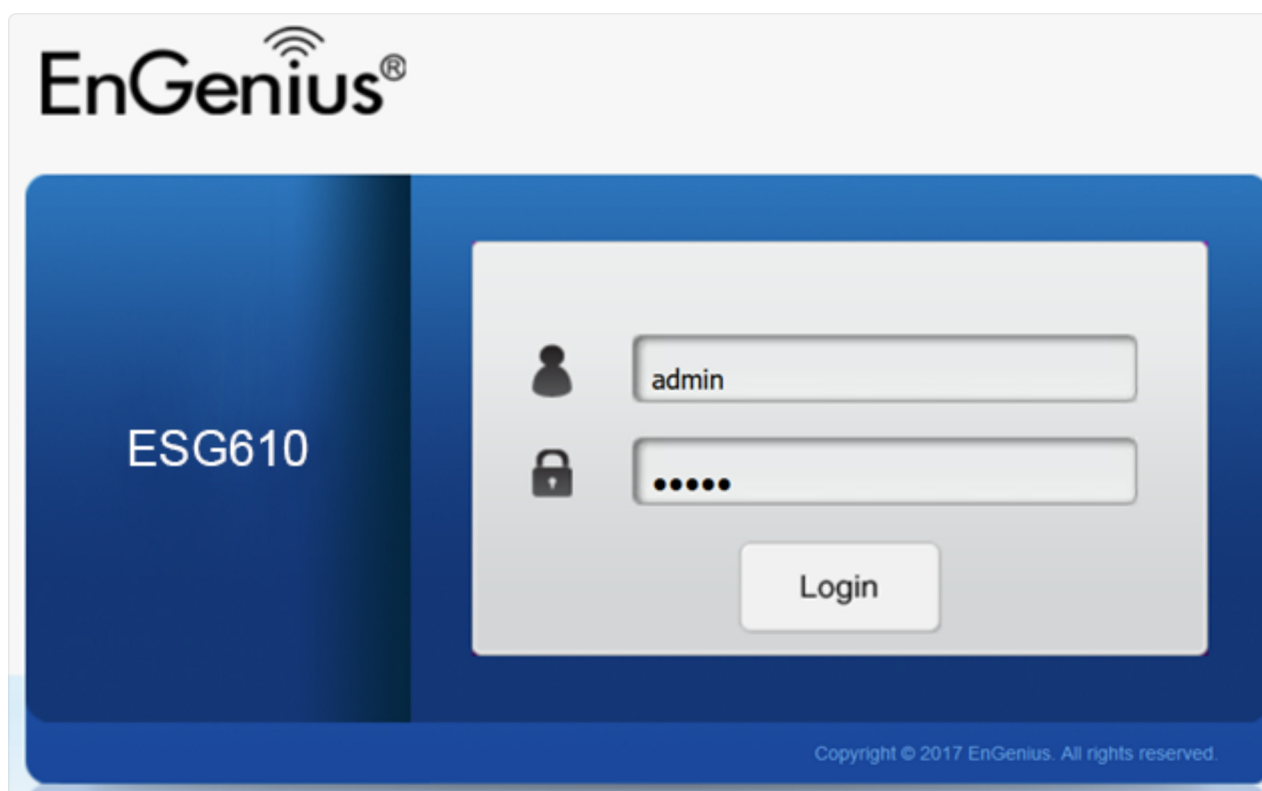 EnGenius®
admin
ESG610
•••••
Login
Copyright © 2017 EnGenius. All rights reserved.